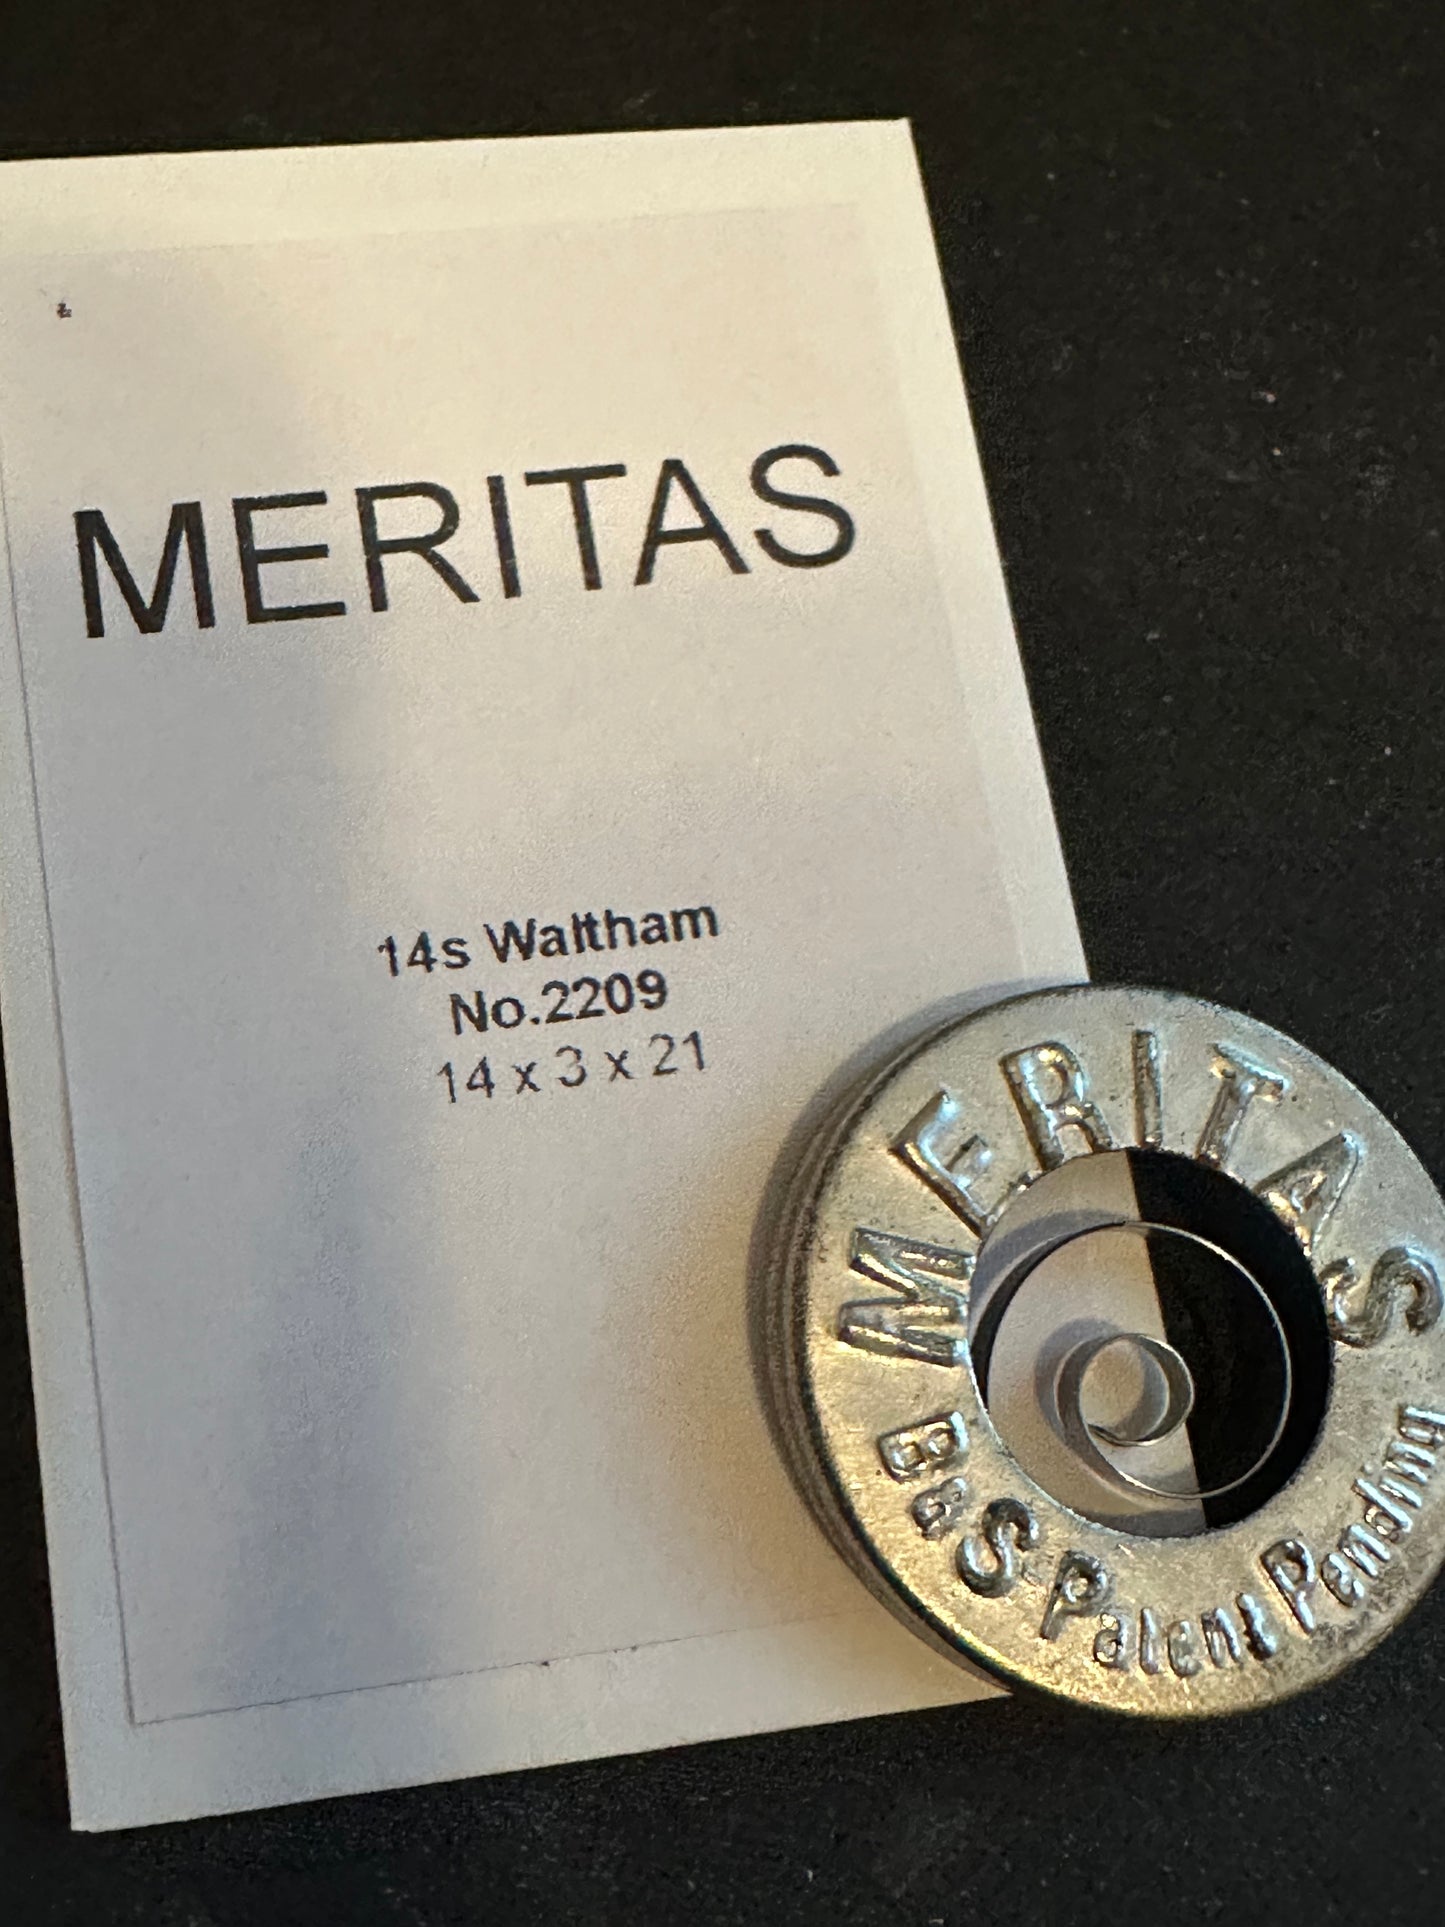 MERITAS
14s Waltham
No.2209
14 x 3 x 21
MERITAS
B&S Patent Pending